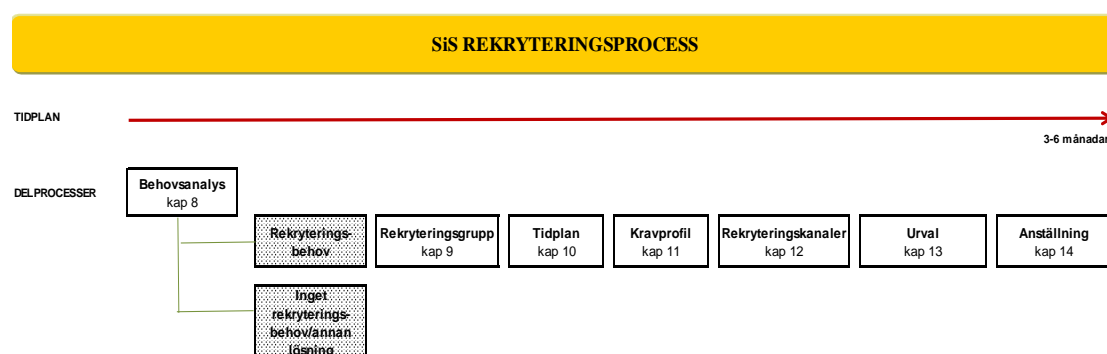 SiS REKRYTERINGSPROCESS
TIDPLAN
3-6 månader
DELPROCESSER
Behovsanalys
kap 8
Rekryterings-
behov
Rekryteringsgrupp
kap 9
Tidplan
kap 10
Kravprofil
kap 11
Rekryteringskanaler
kap 12
Urval
kap 13
Anställning
kap 14
Inget
rekryterings-
behov/annan
lösning